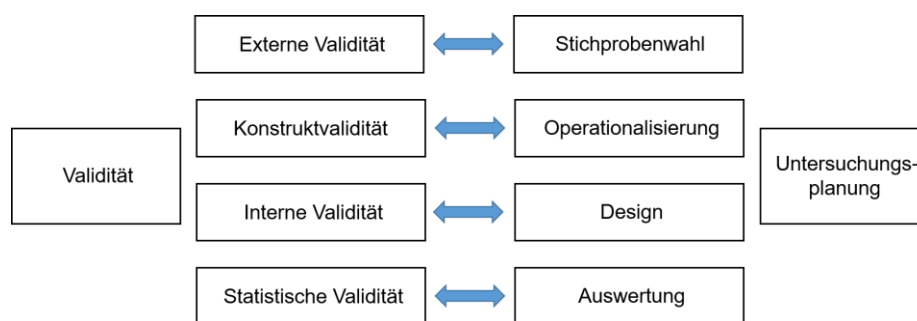 Externe Validität
Stichprobenwahl
Konstruktvalidität
Operationalisierung
Validität
Untersuchungs-
planung
Interne Validität
Design
Statistische Validität
Auswertung